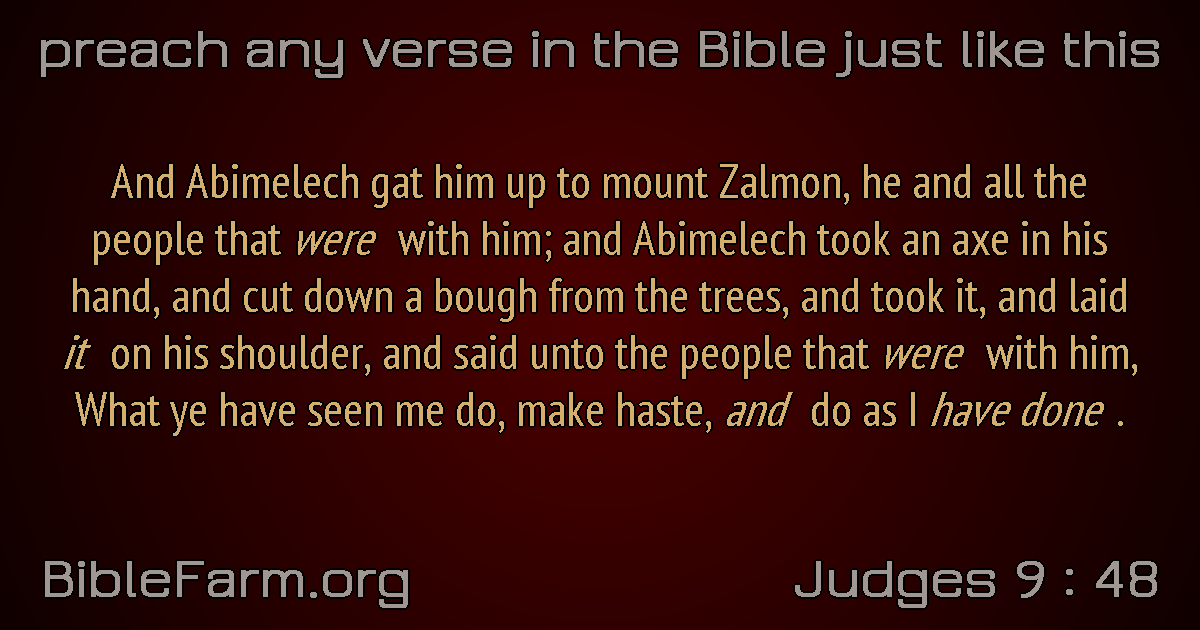 preach any verse in the Bible just like this
And Abimelech gat him up to mount Zalmon, he and all the
people that were with him; and Abimelech took an axe in his
hand, and cut down a bough from the trees, and took it, and laid
it on his shoulder, and said unto the people that were with him,
What ye have seen me do, make haste, and do as I have done .
BibleFarm.org
Judges 9 : 48